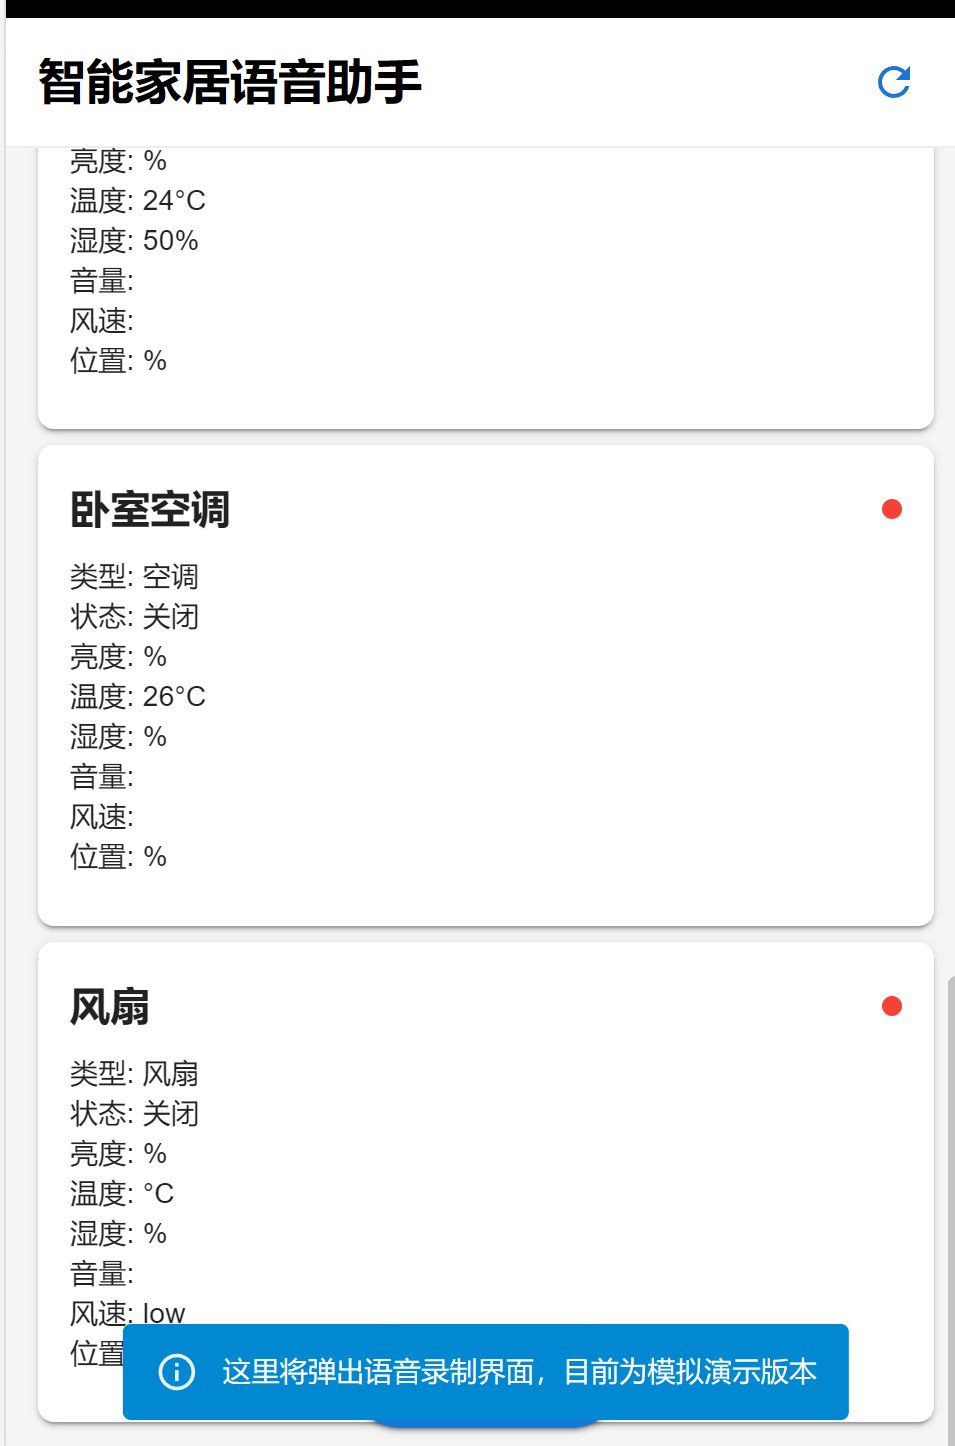 智能家居语音助手
亮度: %
温度: 24°C
湿度: 50%
音量:
风速:
位置: %
卧室空调
类型: 空调
状态: 关闭
亮度: %
温度: 26°C
湿度: %
音量:
风速:
位置: %
风扇
类型: 风扇
状态: 关闭
亮度: %
温度: °C
湿度: %
音量:
风速: low
位置
这里将弹出语音录制界面，目前为模拟演示版本